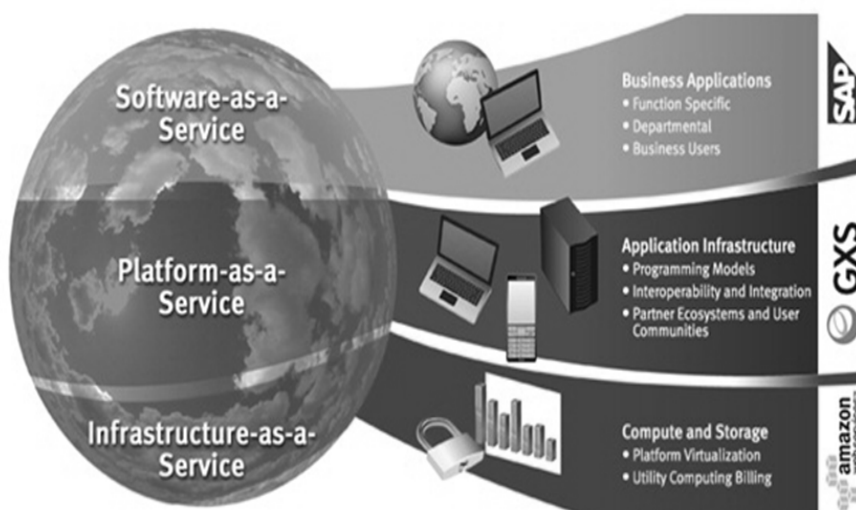 Software-as-a-
Service
Business Applications
• Function Specific
• Departmental
• Business Users
SAP
Platform-as-a-
Service
Application Infrastructure
• Programming Models
• Interoperability and Integration
• Partner Ecosystems and User
Communities
GXS
Infrastructure-as-a-
Service
Compute and Storage
• Platform Virtualization
• Utility Computing Billing
amazon